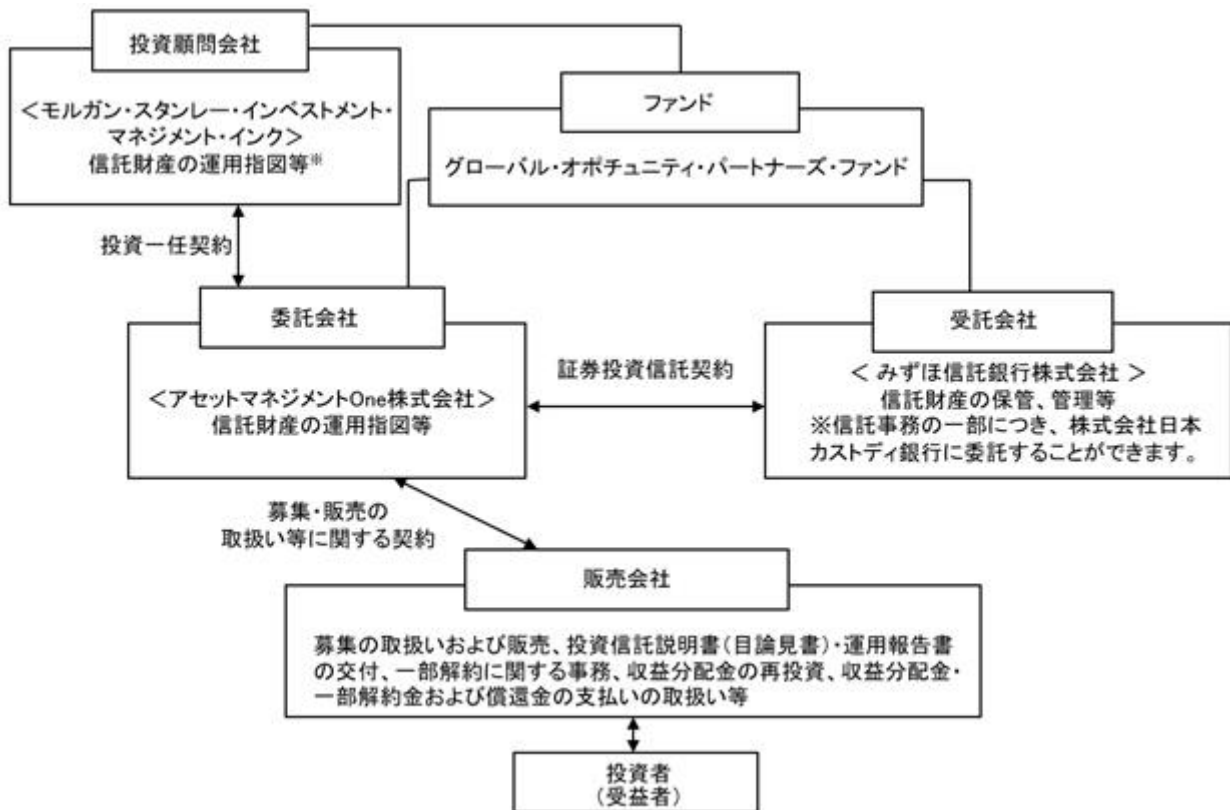 投資顧問会社
<モルガン・スタンレー・インベストメント・
マネジメント・インク>
信託財産の運用指図等※
ファンド
グローバル・オポチュニティ・パートナーズ・ファンド
投資一任契約
委託会社
<アセットマネジメントOne株式会社>
信託財産の運用指図等
証券投資信託契約
受託会社
< みずほ信託銀行株式会社 >
信託財産の保管、管理等
※信託事務の一部につき、株式会社日本
カストディ銀行に委託することができます。
募集・販売の
取扱い等に関する契約
販売会社
募集の取扱いおよび販売、投資信託説明書(目論見書)・運用報告書
の交付、一部解約に関する事務、収益分配金の再投資、収益分配金・
一部解約金および償還金の支払いの取扱い等
投資者
(受益者)